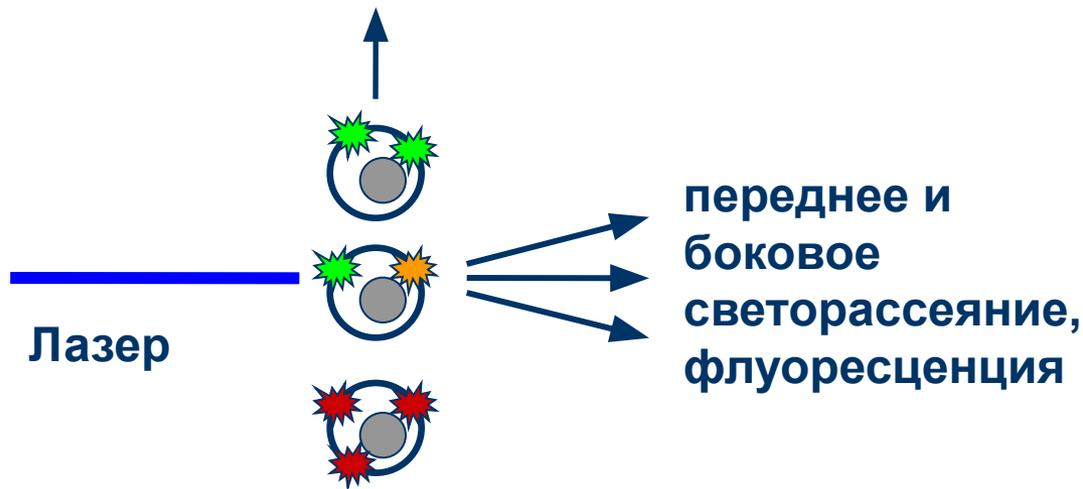 Лазер
переднее и
боковое
светорассеяние,
флуоресценция